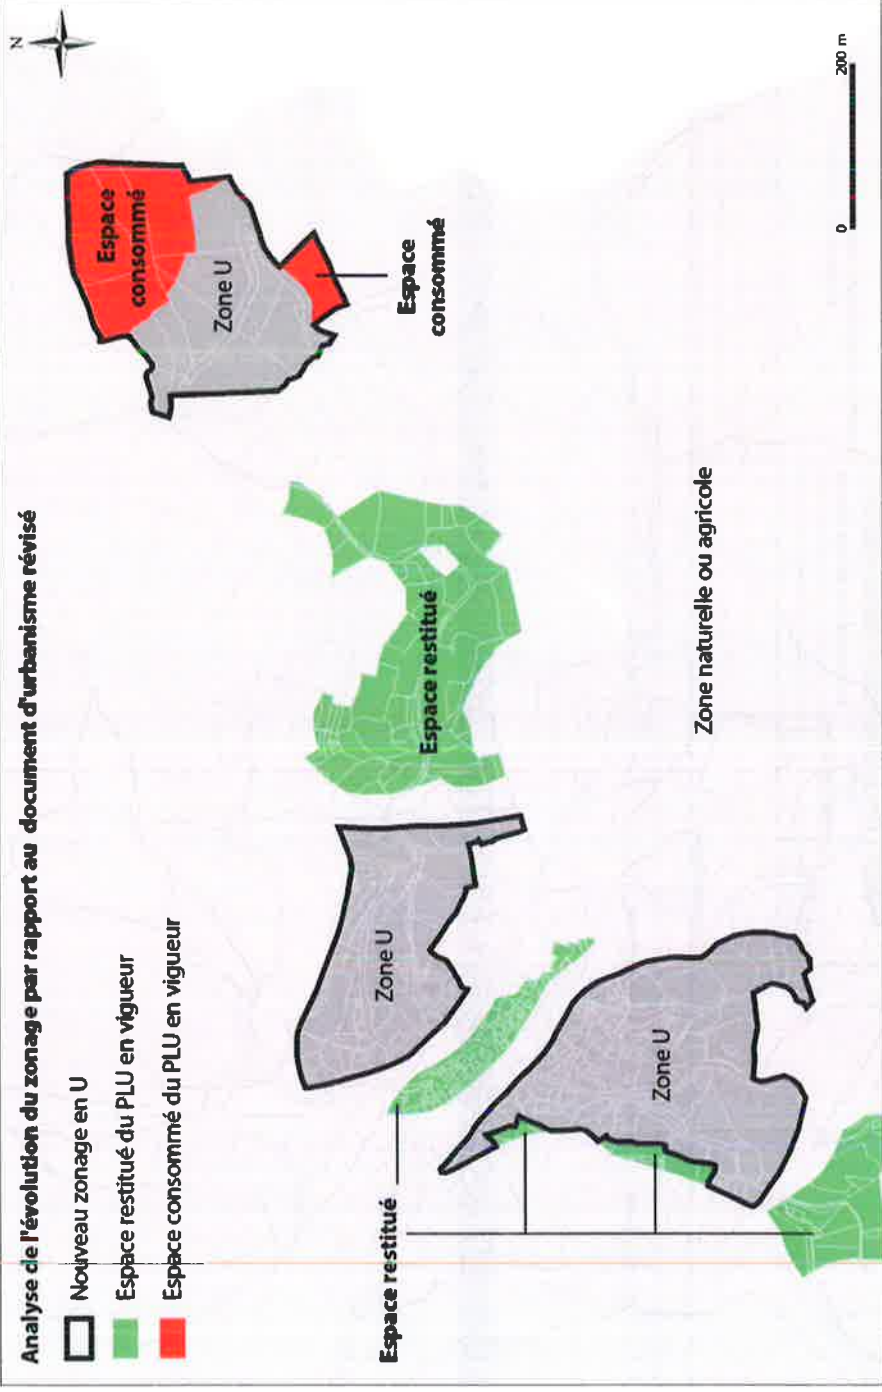 Analyse de l'évolution du zonage par rapport au document d'urbanisme révisé
N
Nouveau zonage en U
Espace restitué du PLU en vigueur
Espace consommé du PLU en vigueur
Espace
consommé
Zone U
Espace
consommé
Zone U
Espace restitué
Espace restitué
Zone U
Zone naturelle ou agricole
0
200 m